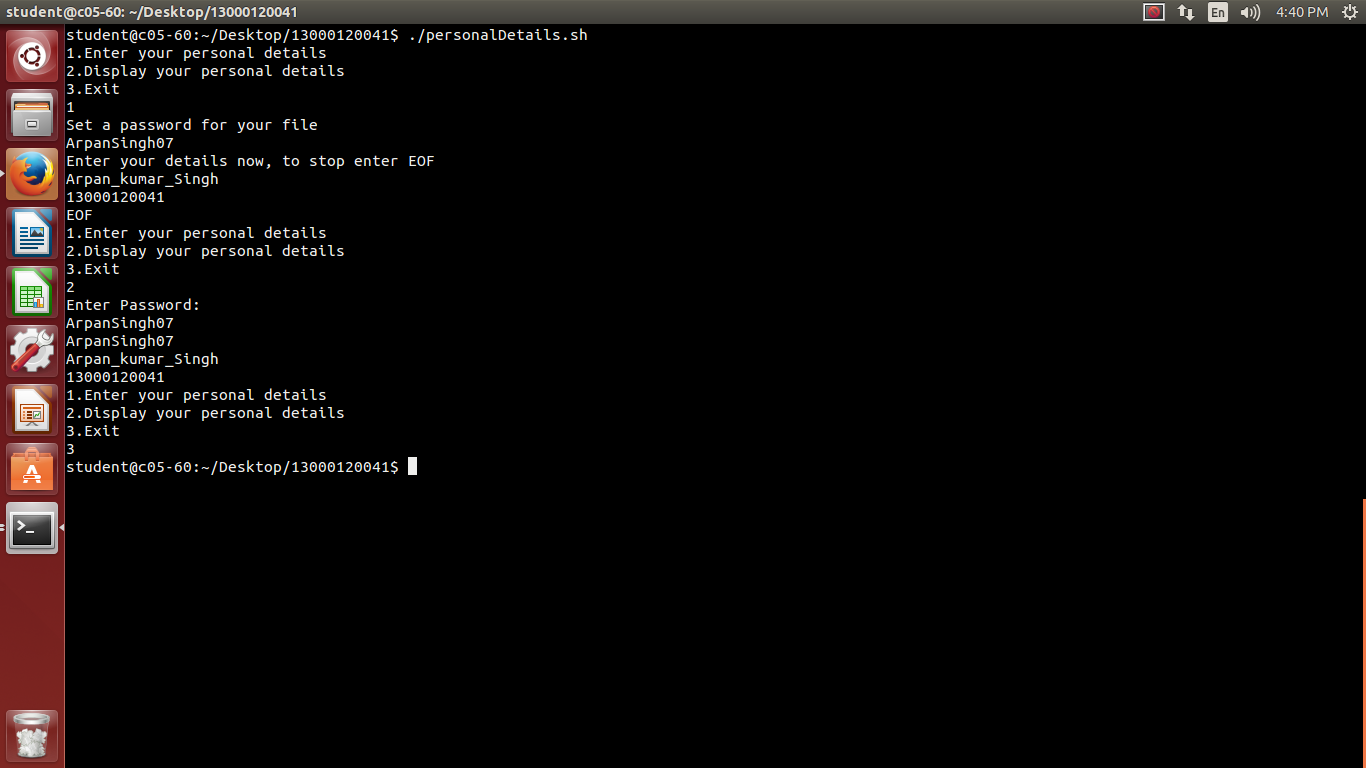 student@c05-60: ~/Desktop/13000120041
En
4:40 PM
student@c05-60:~/Desktop/13000120041$ ./personalDetails.sh
1.Enter your personal details
2.Display your personal details
3.Exit
1
Set a password for your file
ArpanSingh07
Enter your details now, to stop enter EOF
Arpan_kumar_Singh
13000120041
EOF
1.Enter your personal details
2.Display your personal details
3.Exit
2
Enter Password:
ArpanSingh07
ArpanSingh07
Arpan_kumar_Singh
13000120041
1.Enter your personal details
2.Display your personal details
3.Exit
3
student@c05-60:~/Desktop/13000120041$